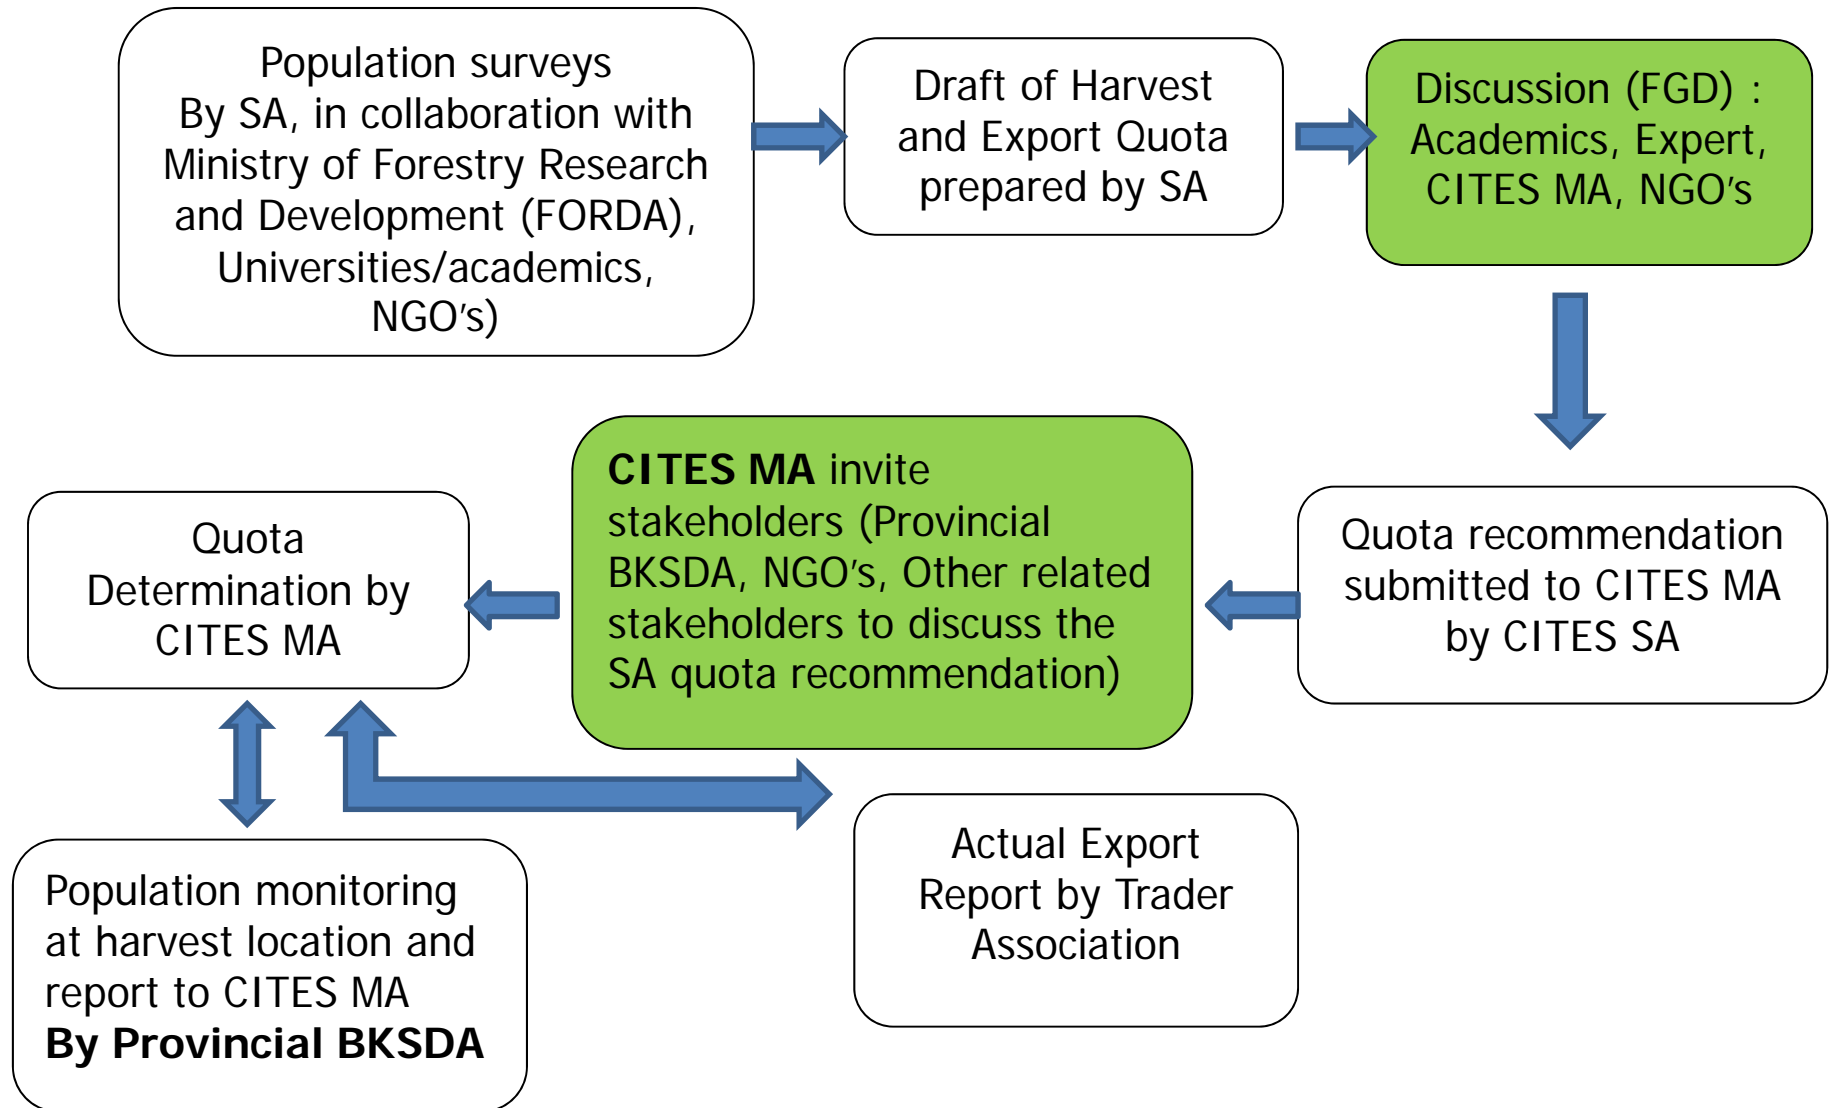 Population surveys
By SA, in collaboration with
Ministry of Forestry Research
and Development (FORDA),
Universities/academics,
NGO's)
Draft of Harvest
and Export Quota
prepared by SA
Discussion (FGD) :
Academics, Expert,
CITES MA, NGO's
Quota recommendation
submitted to CITES MA
by CITES SA
CITES MA invite
stakeholders (Provincial
BKSDA, NGO's, Other related
stakeholders to discuss the
SA quota recommendation)
Quota
Determination by
CITES MA
Population monitoring
at harvest location and
report to CITES MA
By Provincial BKSDA
Actual Export
Report by Trader
Association